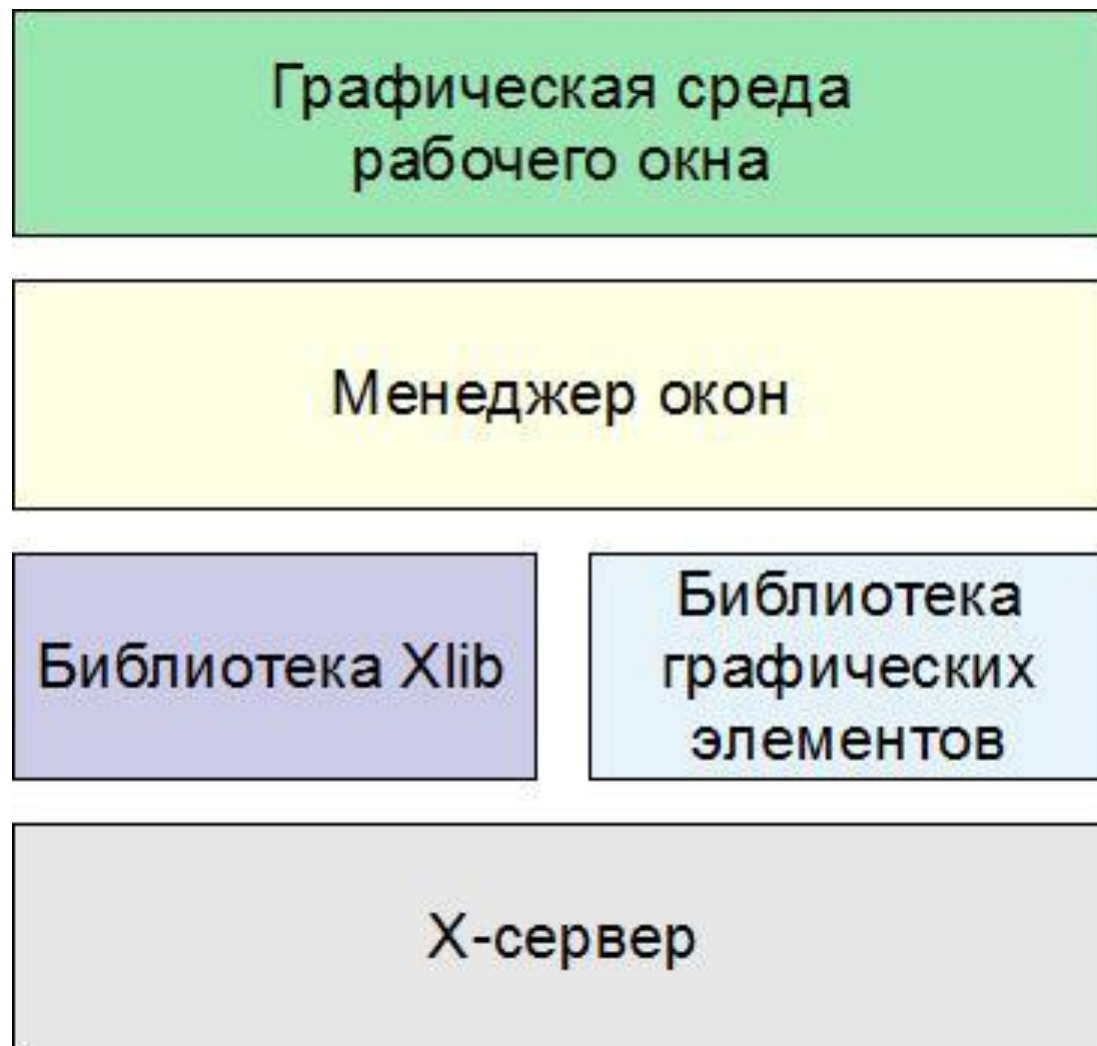 Графическая среда
рабочего окна
Менеджер окон
Библиотека Xlib
Библиотека
графических
элементов
Х-сервер